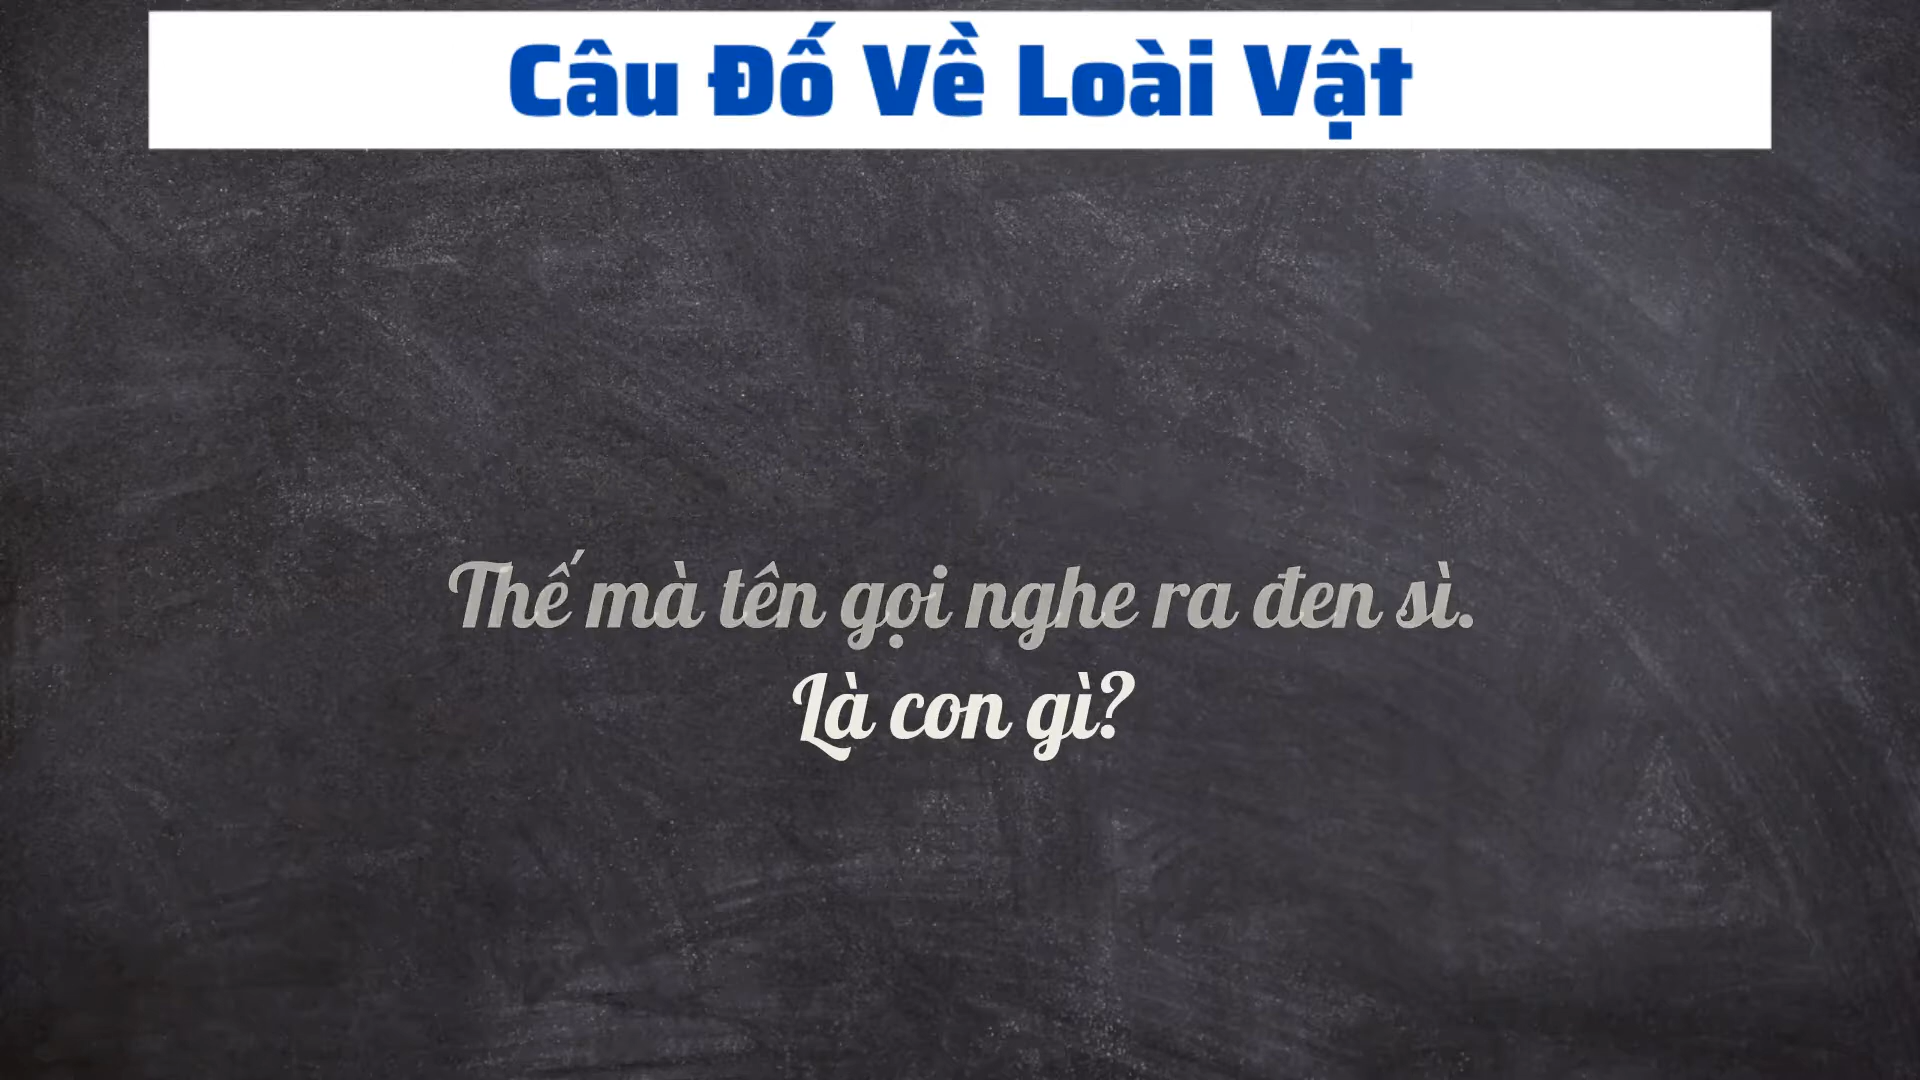 Câu Đố Về Loài Vật
Thế mà tên gọi nghe ra đen sì.
Là con gì?